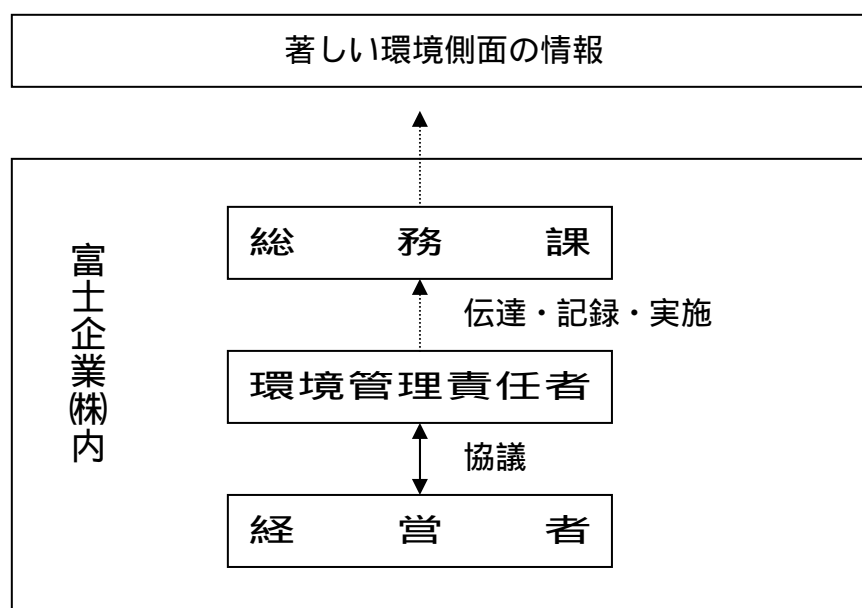 著しい環境側面の情報
総務課
富士企業㈱内
伝達・記録・実施
環境管理責任者
協議
経営者